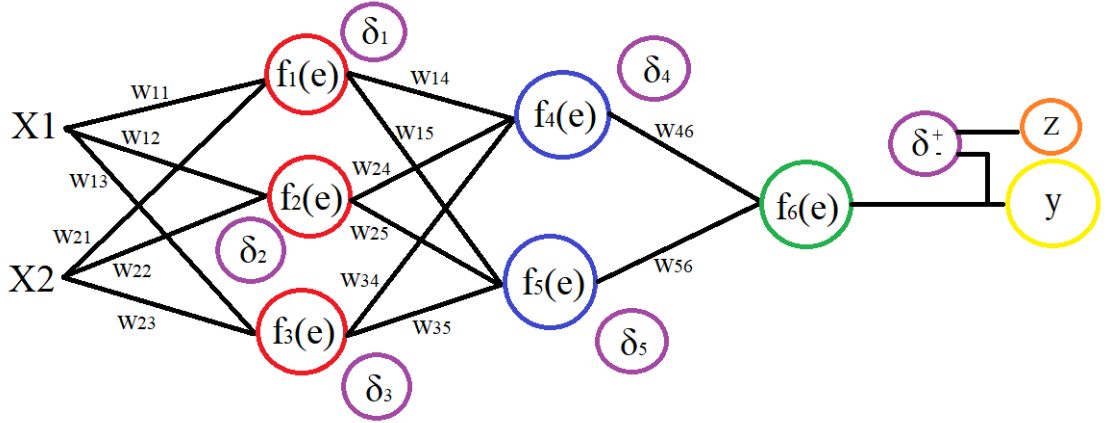 X1
X2
W11
W12
W13
W21
W22
W23
f₁(e)
f₂(e)
f₃(e)
δ₁
δ₂
δ₃
W14
W15
W24
W25
W34
W35
f₄(e)
f₅(e)
δ₄
δ₅
W46
W56
f₆(e)
δ + -
z
y